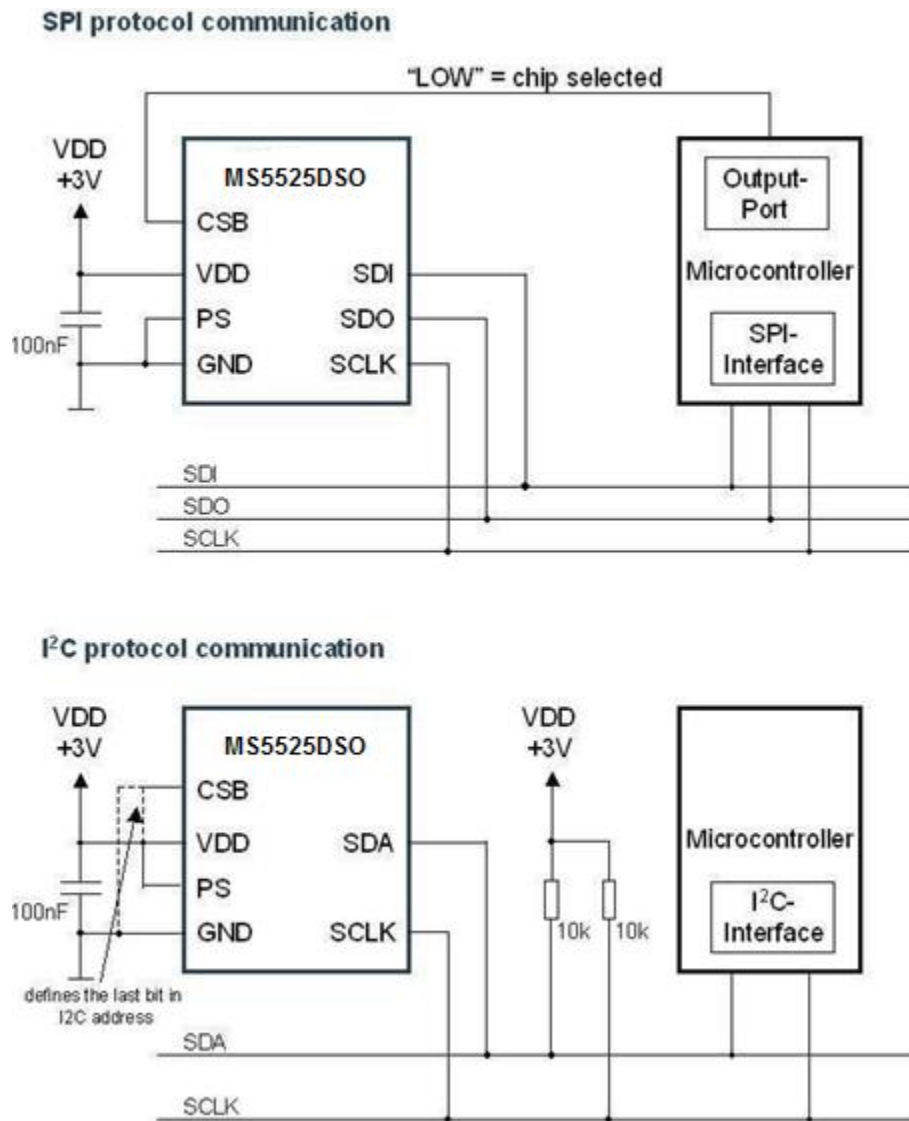 SPI protocol communication
“LOW” = chip selected
VDD
+3V
100nF
MS5525DSO
CSB
VDD
PS
GND
SDI
SDO
SCLK
Output-
Port
Microcontroller
SPI-
Interface
SDI
SDO
SCLK
I²C protocol communication
VDD
+3V
100nF
MS5525DSO
CSB
VDD
PS
GND
SDA
SCLK
defines the last bit in
I2C address
VDD
+3V
10k
10k
Microcontroller
I²C-
Interface
SDA
SCLK